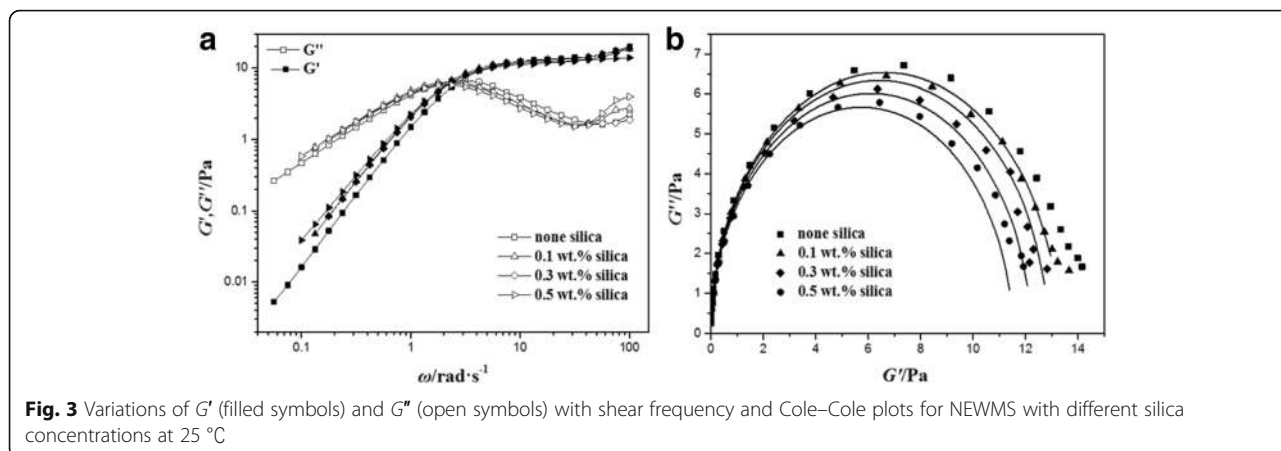 a
G''
G'
G',G''/Pa
10
1
0.1
0.01
none silica
0.1 wt.% silica
0.3 wt.% silica
0.5 wt.% silica
0.1
1
10
100
ω/rad·s⁻¹
b
G''/Pa
7
6
5
4
3
2
1
0
none silica
0.1 wt.% silica
0.3 wt.% silica
0.5 wt.% silica
0
2
4
6
8
10
12
14
G'/Pa
Fig. 3 Variations of G' (filled symbols) and G" (open symbols) with shear frequency and Cole–Cole plots for NEWMS with different silica
concentrations at 25 °C